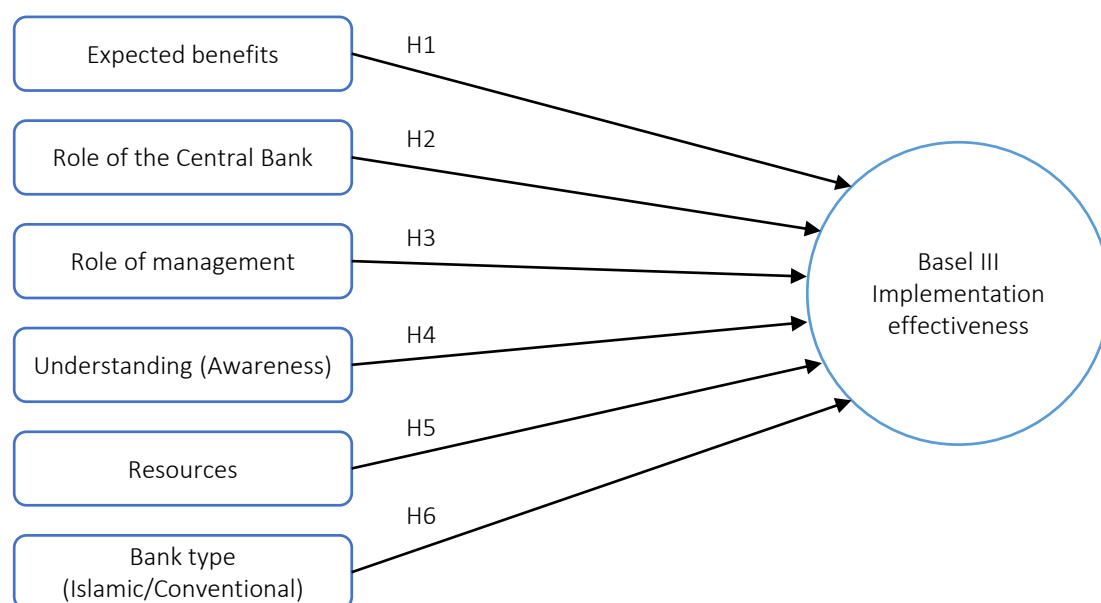 Expected benefits
H1
Role of the Central Bank
H2
Role of management
H3
Understanding (Awareness)
H4
Resources
H5
Bank type
(Islamic/Conventional)
H6
Basel III
Implementation
effectiveness